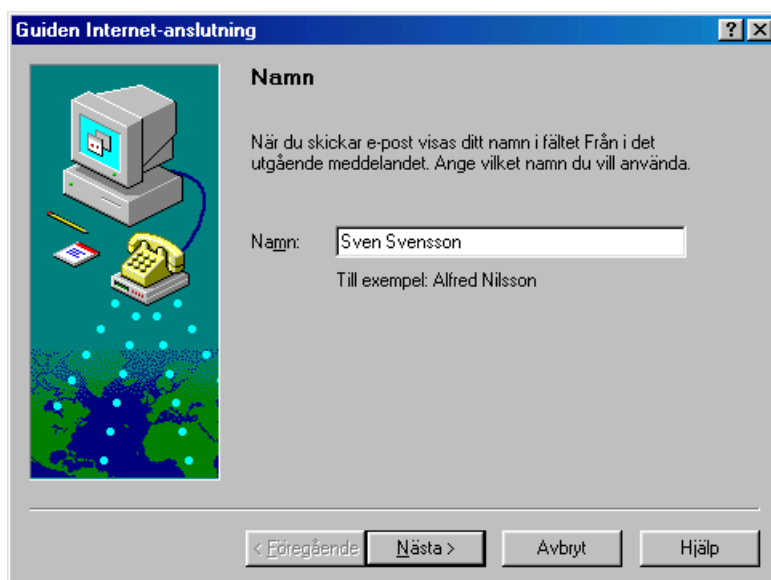 Guiden Internet-anslutning
Namn
När du skickar e-post visas ditt namn i fältet Från i det
utgående meddelandet. Ange vilket namn du vill använda.
Namn: Sven Svensson
Till exempel: Alfred Nilsson
< Föregående Nästa > Avbryt Hjälp